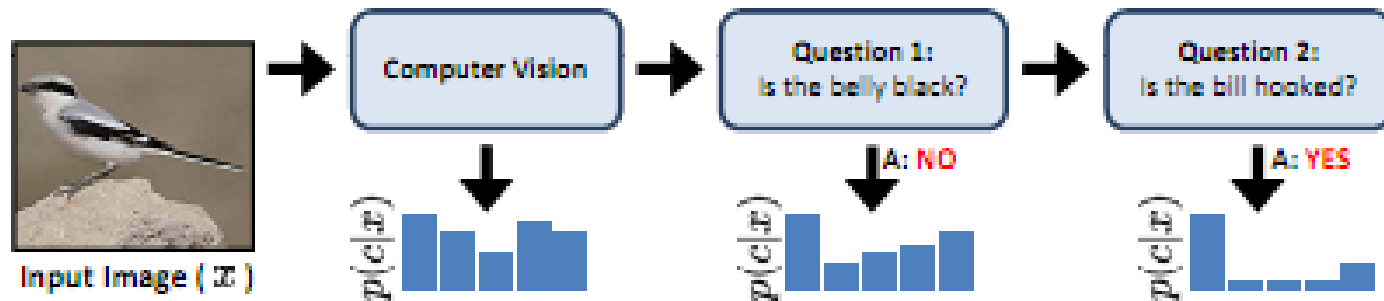 Computer Vision
Question 1:
Is the belly black?
Question 2:
Is the bill hooked?
A: NO
A: YES
p(c|x)
p(c|x)
p(c|x)
Input Image ( x )